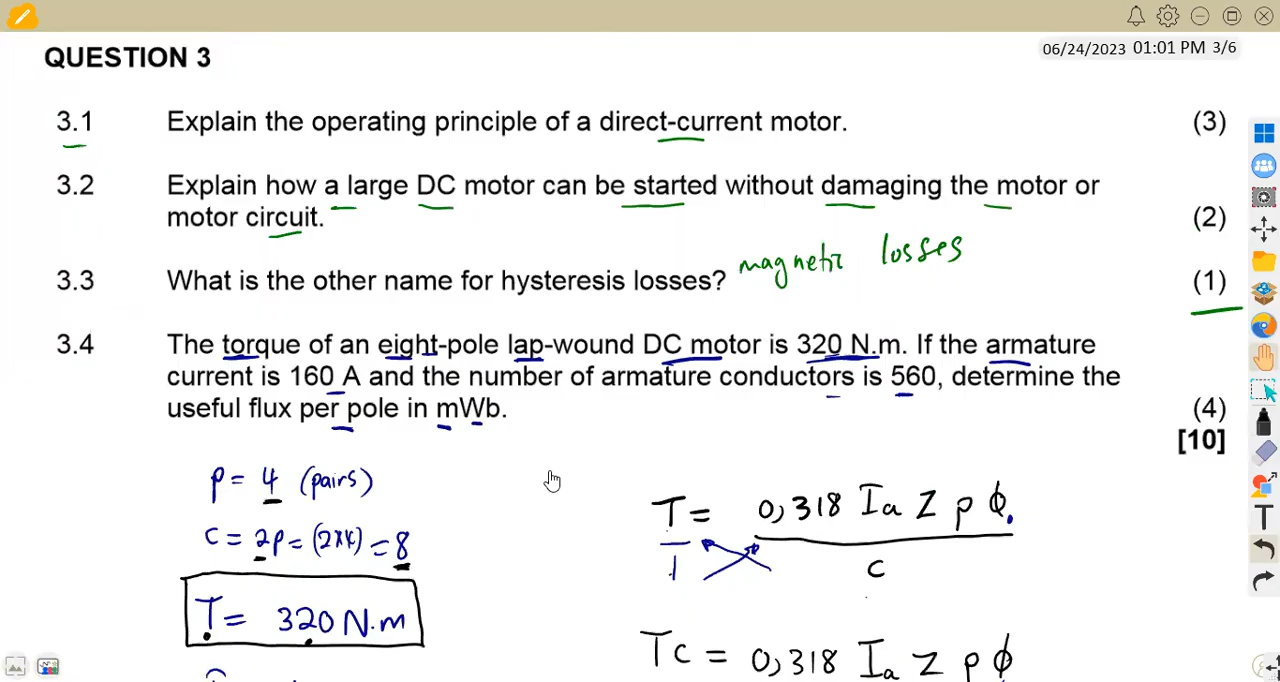 06/24/2023 01:01 PM 3/6
QUESTION 3
3.1 Explain the operating principle of a direct-current motor. (3)
3.2 Explain how a large DC motor can be started without damaging the motor or
motor circuit. (2)
magnetic losses
3.3 What is the other name for hysteresis losses? (1)
3.4 The torque of an eight-pole lap-wound DC motor is 320 N.m. If the armature
current is 160 A and the number of armature conductors is 560, determine the
useful flux per pole in mWb. (4)
[10]
p = 4 (pairs)
C = 2p = (2×4) = 8
T = 320 N.m
T = 0,318 Ia Z p ϕ
1 c
Tc = 0,318 Ia Z p ϕ
T